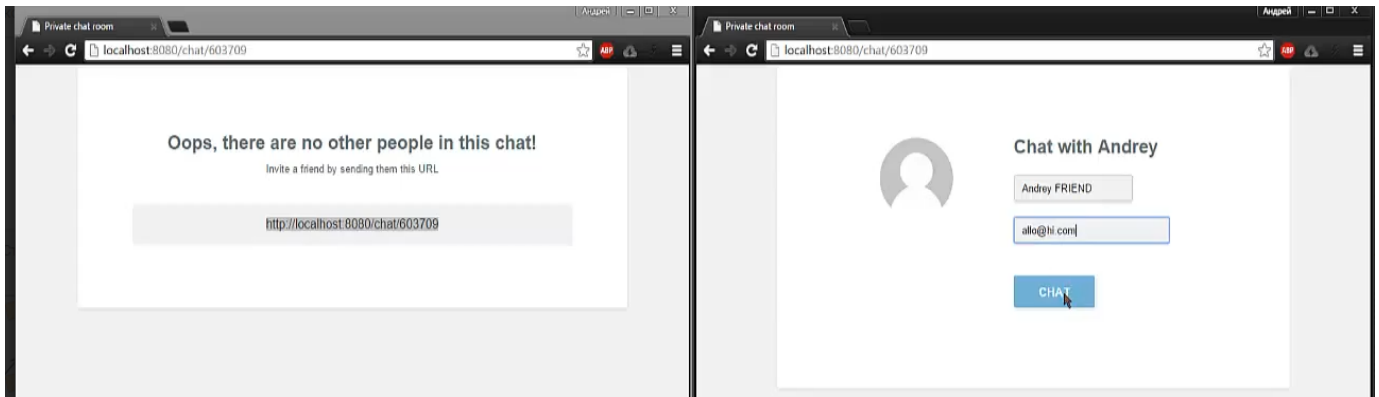 Андрей
Private chat room
localhost:8080/chat/603709
ABP
Oops, there are no other people in this chat!
Invite a friend by sending them this URL
http://localhost:8080/chat/603709
Андрей
Private chat room
localhost:8080/chat/603709
ABP
Chat with Andrey
Andrey FRIEND
allo@hi.com
CHAT